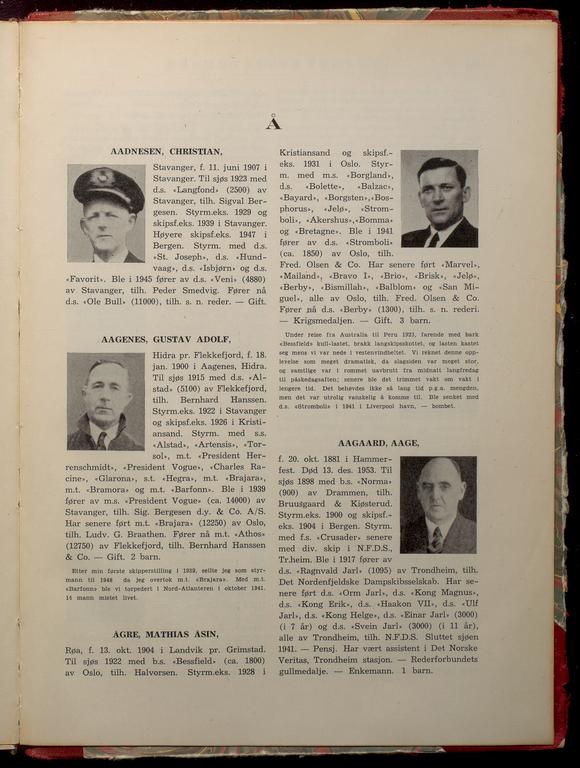 Å
AADNESEN, CHRISTIAN,
Stavanger, f. 11. juni 1907 i
Stavanger. Til sjøs 1923 med
d.s. «Langfond» (2500) av
Stavanger, tilh. Sigval Ber-
gesen. Styrm.eks. 1929 og
skipsf.eks. 1939 i Stavanger.
Høyere skipsf.eks. 1947 i
Bergen. Styrm. med d.s.
«St. Joseph», d.s. «Hund-
vaag», d.s. «Isbjørn» og d.s.
«Favorit». Ble i 1945 fører av d.s. «Veni» (4880)
av Stavanger, tilh. Peder Smedvig. Fører nå
d.s. «Ole Bull» (11000), tilh. s. n. reder. — Gift.
AAGENES, GUSTAV ADOLF,
Hidra pr. Flekkefjord, f. 18.
jan. 1900 i Aagenes, Hidra.
Til sjøs 1915 med d.s. «Al-
stad» (5100) av Flekkefjord,
tilh. Bernhard Hanssen.
Styrm.eks. 1922 i Stavanger
og skipsf.eks. 1926 i Kristi-
ansand. Styrm. med s.s.
«Alstad», «Artensis», «Tor-
sol», m.t. «President Her-
renschmidt», «President Vogue», «Charles Ra-
cine», «Glarona», s.t. «Hegra», m.t. «Brajara»,
m.t. «Bramora» og m.t. «Barfonn». Ble i 1939
fører av m.s. «President Vogue» (ca. 14000) av
Stavanger, tilh. Sig. Bergesen d.y. & Co. A/S.
Har senere ført m.t. «Brajara» (12250) av Oslo,
tilh. Ludv. G. Braathen. Fører nå m.t. «Athos»
(12750) av Flekkefjord, tilh. Bernhard Hanssen
& Co. — Gift. 2 barn.
Etter min første skipperstilling i 1939, seilte jeg som styr-
mann til 1948 da jeg overtok m.t. «Brajara». Med m.t.
«Barfonn» ble vi torpedert i Nord-Atlanteren i oktober 1941.
14 mann mistet livet.
ÅGRE, MATHIAS ÅSIN,
Røa, f. 13. okt. 1904 i Landvik pr. Grimstad.
Til sjøs 1922 med b.s. «Bessfield» (ca. 1800)
av Oslo, tilh. Halvorsen. Styrm.eks. 1928 i
Kristiansand og skipsf.-
eks. 1931 i Oslo. Styr-
m. med m.s. «Borgland»,
d.s. «Bolette», «Balzac»,
«Bayard», «Borgsten»,«Bos-
phorus», «Jelø», «Strom-
boli», «Akershus»,«Bomma»
og «Bretagne». Ble i 1941
fører av d.s. «Stromboli»
(ca. 1850) av Oslo, tilh.
Fred. Olsen & Co. Har senere ført «Marvel»,
«Mailand», «Bravo I», «Brio», «Brisk», «Jelø»,
«Berby», «Bismillah», «Balblom» og «San Mi-
guel», alle av Oslo, tilh. Fred. Olsen & Co.
Fører nå d.s. «Berby» (1300), tilh. s. n. rederi.
— Krigsmedaljen. — Gift. 3 barn.
Under reise fra Australia til Peru 1923, farende med bark
«Bessfield» kull-lastet, brakk langskipsskottet, og lasten kastet
seg mens vi var nede i vestenvindbeltet. Vi reknet denne opp-
levelse som meget dramatisk, da slagsiden var meget stor,
og samtlige var i rommet uavbrutt fra midnatt langfredag
til påskedagsaften; senere ble det trimmet vakt om vakt i
lengere tid. Det behøvdes ikke så lang tid p.g.a. mengden,
men det var utrolig vanskelig å komme til. Ble senket med
d.s. «Stromboli» i 1941 i Liverpool havn, — bombet.
AAGAARD, AAGE,
f. 20. okt. 1881 i Hammer-
fest. Død 13. des. 1953. Til
sjøs 1898 med b.s. «Norma»
(900) av Drammen, tilh.
Bruusgaard & Kiøsterud.
Styrm.eks. 1900 og skipsf.-
eks. 1904 i Bergen. Styrm.
med f.s. «Crusader» senere
med div. skip i N.F.D.S.,
Tr.heim. Ble i 1917 fører av
d.s. «Ragnvald Jarl» (1095) av Trondheim, tilh.
Det Nordenfjeldske Dampskibsselskab. Har se-
nere ført d.s. «Orm Jarl», d.s. «Kong Magnus»,
d.s. «Kong Erik», d.s. «Haakon VII», d.s. «Ulf
Jarl», d.s. «Kong Helge», d.s. «Einar Jarl» (3000)
(i 7 år) og d.s. «Svein Jarl» (3000) (i 11 år),
alle av Trondheim, tilh. N.F.D.S. Sluttet sjøen
1941. — Pensj. Har vært assistent i Det Norske
Veritas, Trondheim stasjon. — Rederforbundets
gullmedalje. — Enkemann. 1 barn.